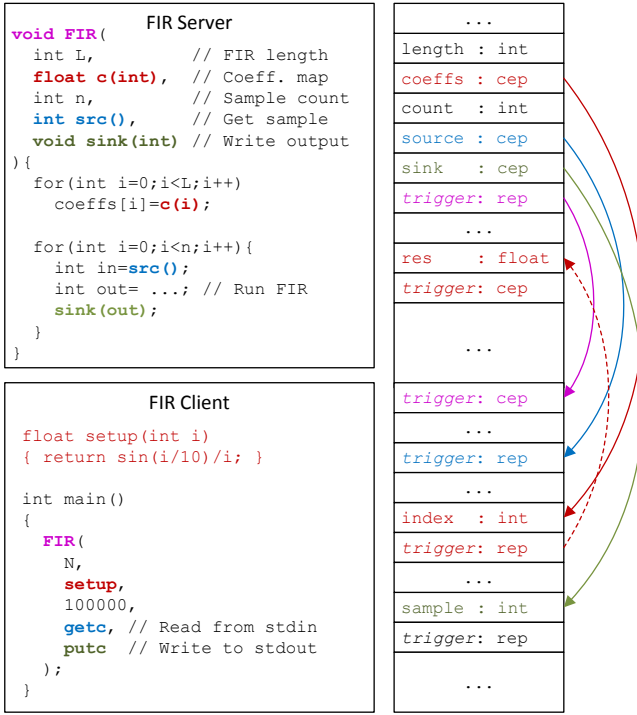 FIR Server
void FIR(
int L, // FIR length
float c(int), // Coeff. map
int n, // Sample count
int src(), // Get sample
void sink(int) // Write output
){
for(int i=0;i<L;i++)
coeffs[i]=c(i);
for(int i=0;i<n;i++){
int in=src();
int out= ...; // Run FIR
sink(out);
}
}
FIR Client
float setup(int i)
{ return sin(i/10)/i; }
int main()
{
FIR(
N,
setup,
100000,
getc, // Read from stdin
putc // Write to stdout
);
}
...
length : int
coeffs : cep
count : int
source : cep
sink : cep
trigger: rep
...
res : float
trigger: cep
...
trigger: cep
...
trigger: rep
...
index : int
trigger: rep
...
sample : int
trigger: rep
...